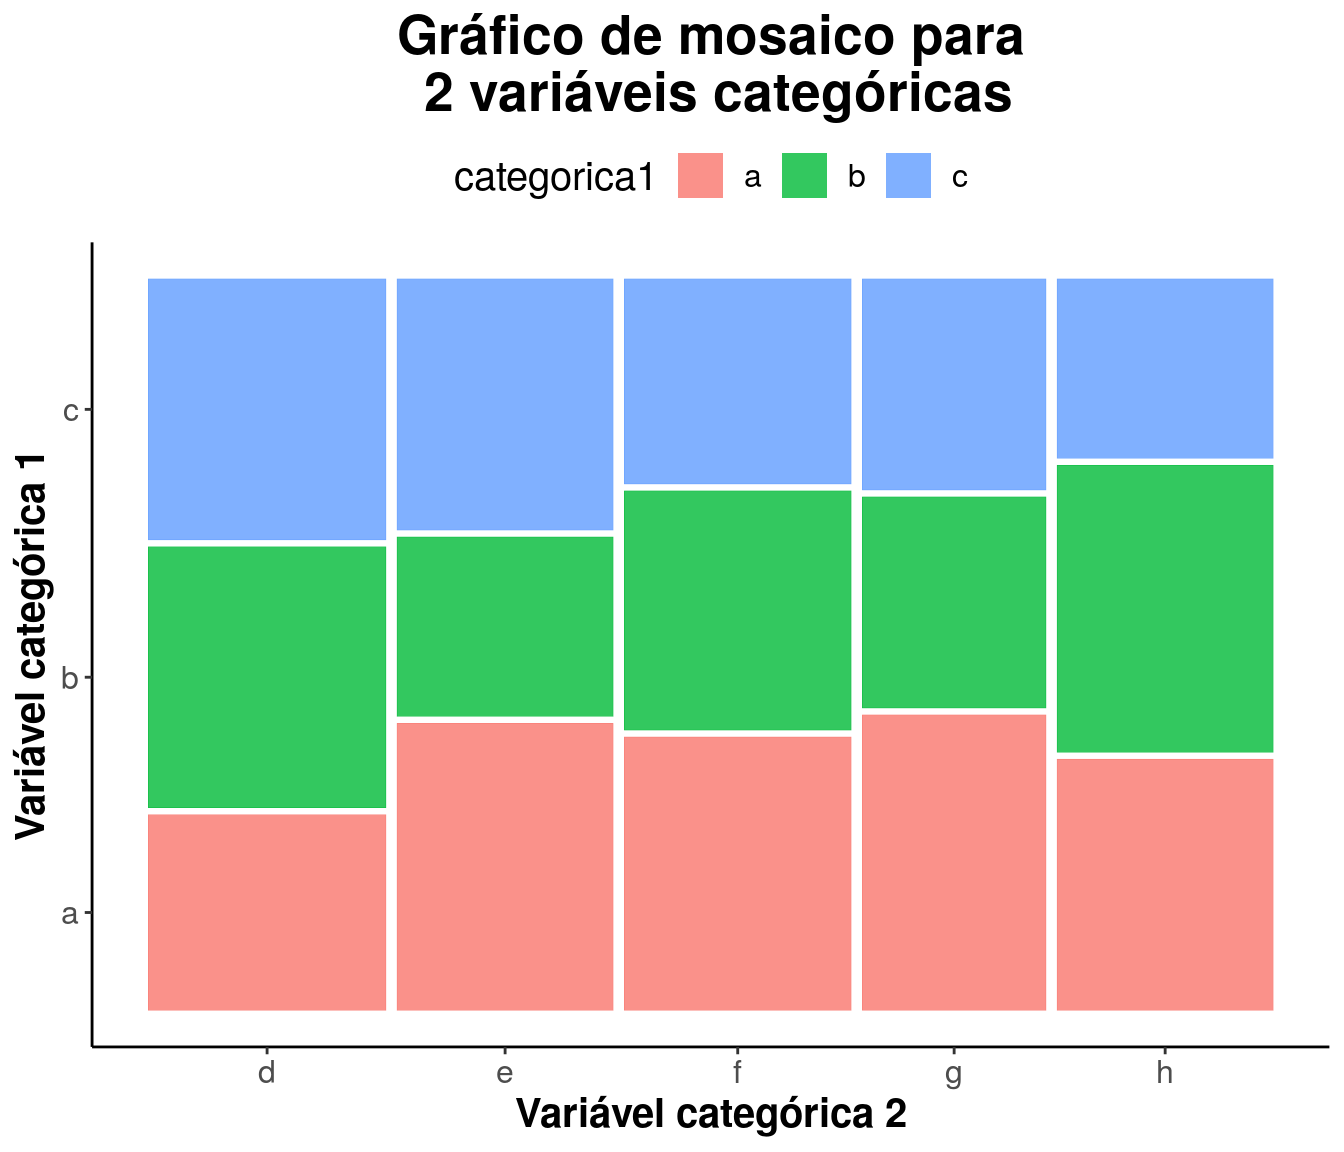 Gráfico de mosaico para
2 variáveis categóricas
categorica1 a b c
Variável categórica 1
c
b
a
d e f g h
Variável categórica 2